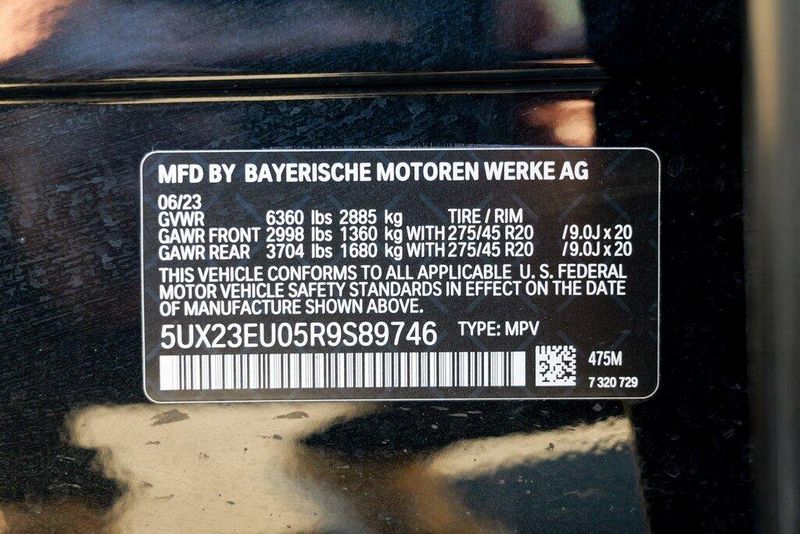 MFD BY BAYERISCHE MOTOREN WERKE AG
06/23
GVWR 6360 lbs 2885 kg TIRE / RIM
GAWR FRONT 2998 lbs 1360 kg WITH 275/45 R20 /9.0J x 20
GAWR REAR 3704 lbs 1680 kg WITH 275/45 R20 /9.0J x 20
THIS VEHICLE CONFORMS TO ALL APPLICABLE U. S. FEDERAL
MOTOR VEHICLE SAFETY STANDARDS IN EFFECT ON THE DATE
OF MANUFACTURE SHOWN ABOVE.
5UX23EU05R9S89746 TYPE: MPV
475M
7 320 729